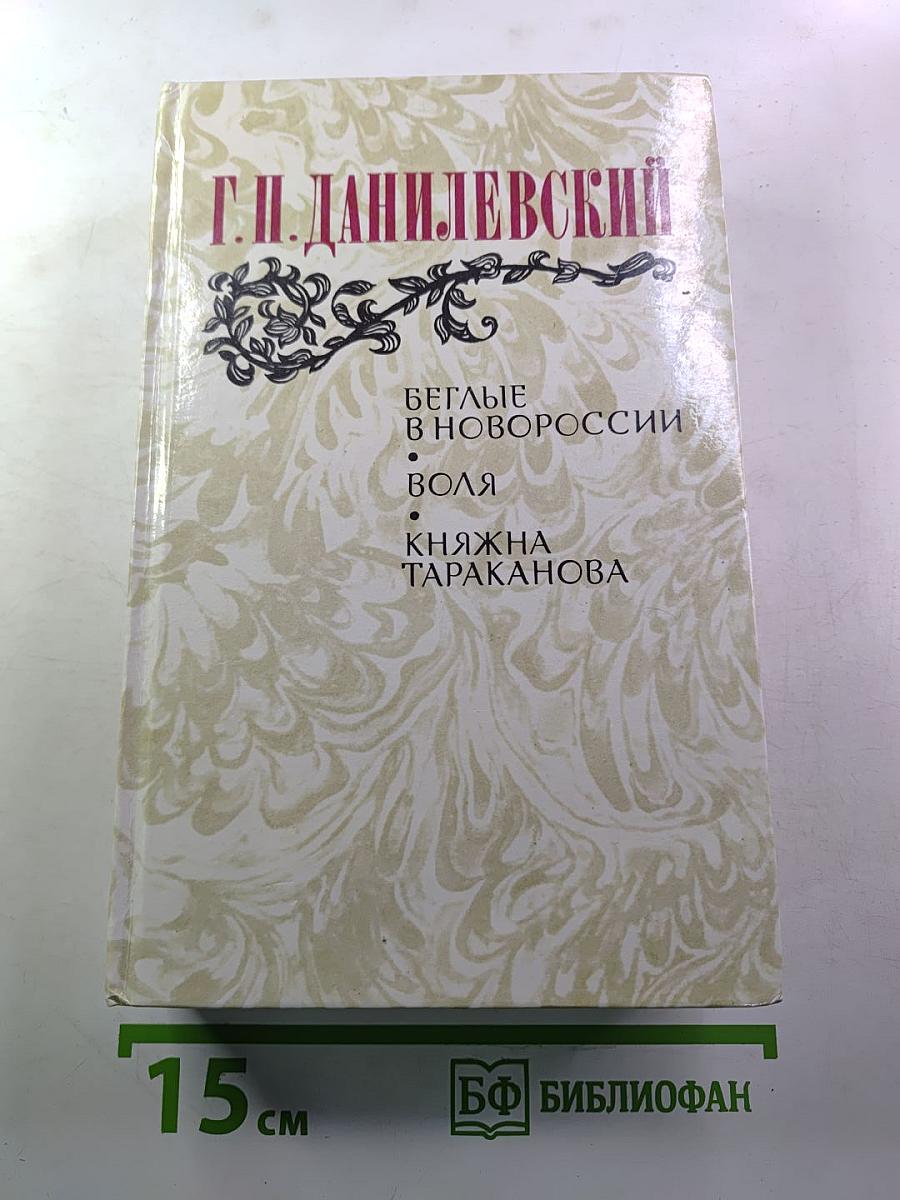 Г.П.ДАНИЛЕВСКИЙ
БЕГЛЫЕ
В НОВОРОССИИ
•
ВОЛЯ
•
КНЯЖНА
ТАРАКАНОВА
15 см
БФ БИБЛИОФАН